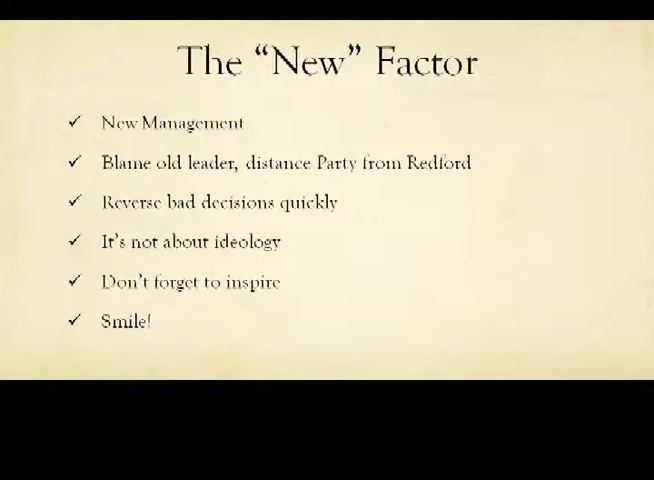 The “New” Factor
✓ New Management
✓ Blame old leader, distance Party from Redford
✓ Reverse bad decisions quickly
✓ It’s not about ideology
✓ Don’t forget to inspire
✓ Smile!